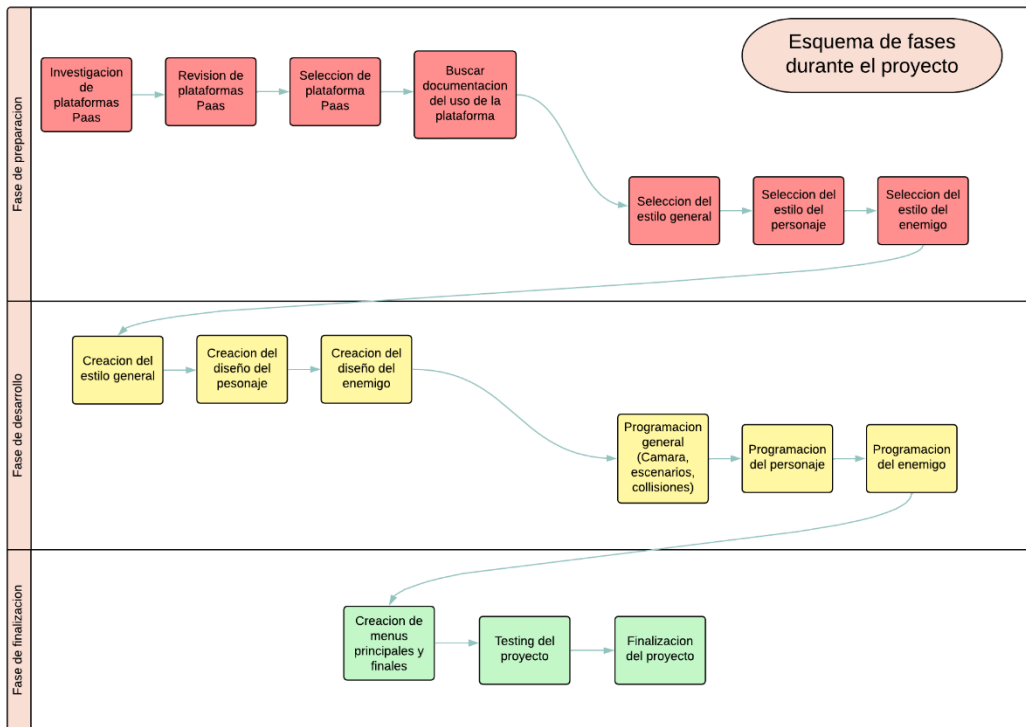 Esquema de fases
durante el proyecto
Fase de preparacion
Investigacion
de
plataformas
Paas
Revision de
plataformas
Paas
Seleccion de
plataforma
Paas
Buscar
documentacion
del uso de la
plataforma
Seleccion del
estilo general
Seleccion del
estilo del
personaje
Seleccion del
estilo del
enemigo
Fase de desarrollo
Creacion del
estilo general
Creacion del
diseño del
pesonaje
Creacion del
diseño del
enemigo
Programacion
general
(Camara,
escenarios,
collisiones)
Programacion
del personaje
Programacion
del enemigo
Fase de finalizacion
Creacion de
menus
principales y
finales
Testing del
proyecto
Finalizacion
del proyecto